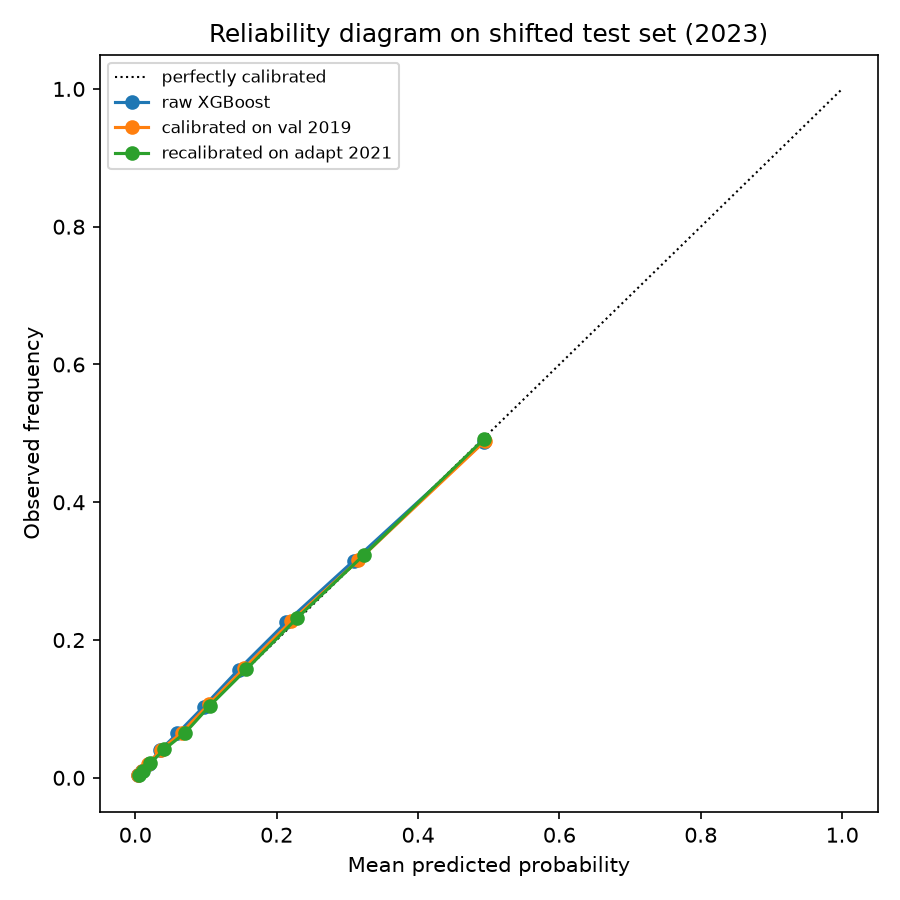 Reliability diagram on shifted test set (2023)
perfectly calibrated
raw XGBoost
calibrated on val 2019
recalibrated on adapt 2021
1.0
0.8
0.6
0.4
0.2
0.0
Observed frequency
0.0 0.2 0.4 0.6 0.8 1.0
Mean predicted probability